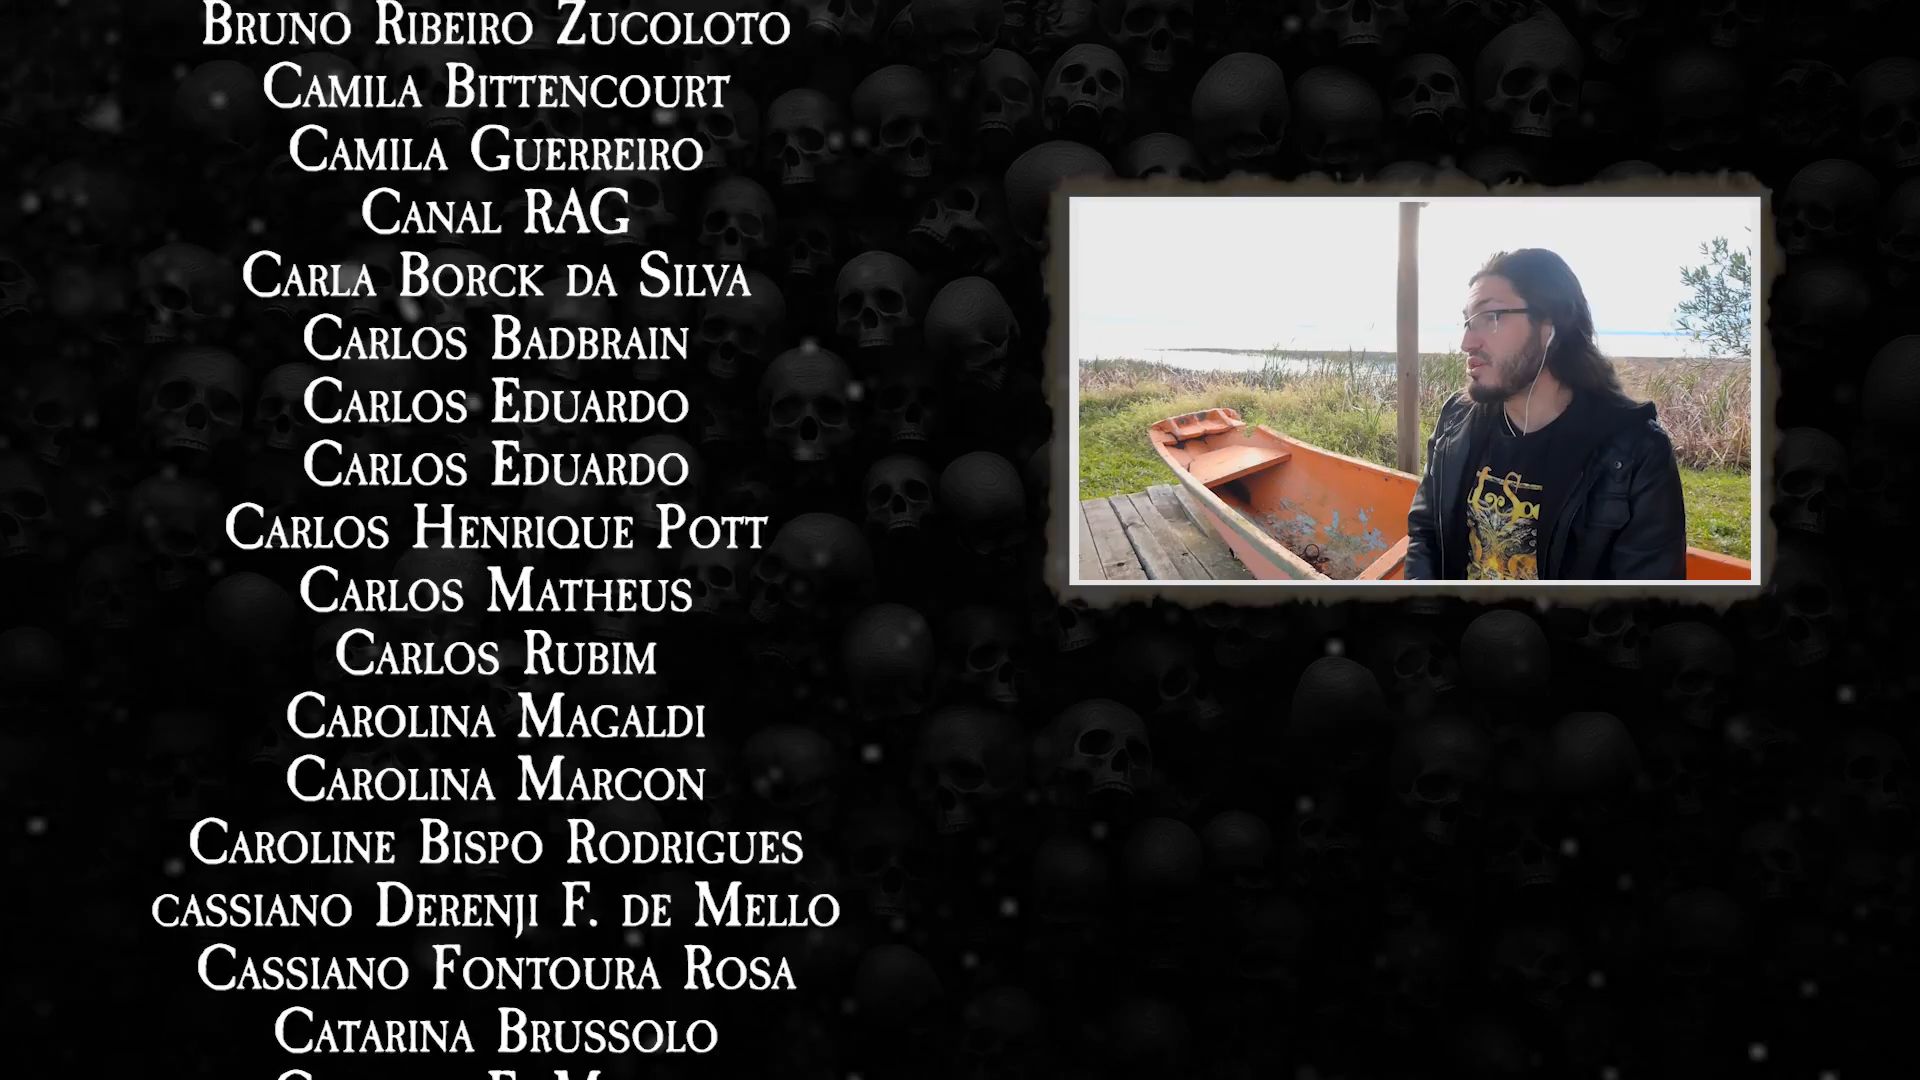 Bruno Ribeiro Zucoloto
Camila Bittencourt
Camila Guerreiro
Canal RAG
Carla Borck da Silva
Carlos Badbrain
Carlos Eduardo
Carlos Eduardo
Carlos Henrique Pott
Carlos Matheus
Carlos Rubim
Carolina Magaldi
Carolina Marcon
Caroline Bispo Rodrigues
cassiano Derenji F. de Mello
Cassiano Fontoura Rosa
Catarina Brussolo